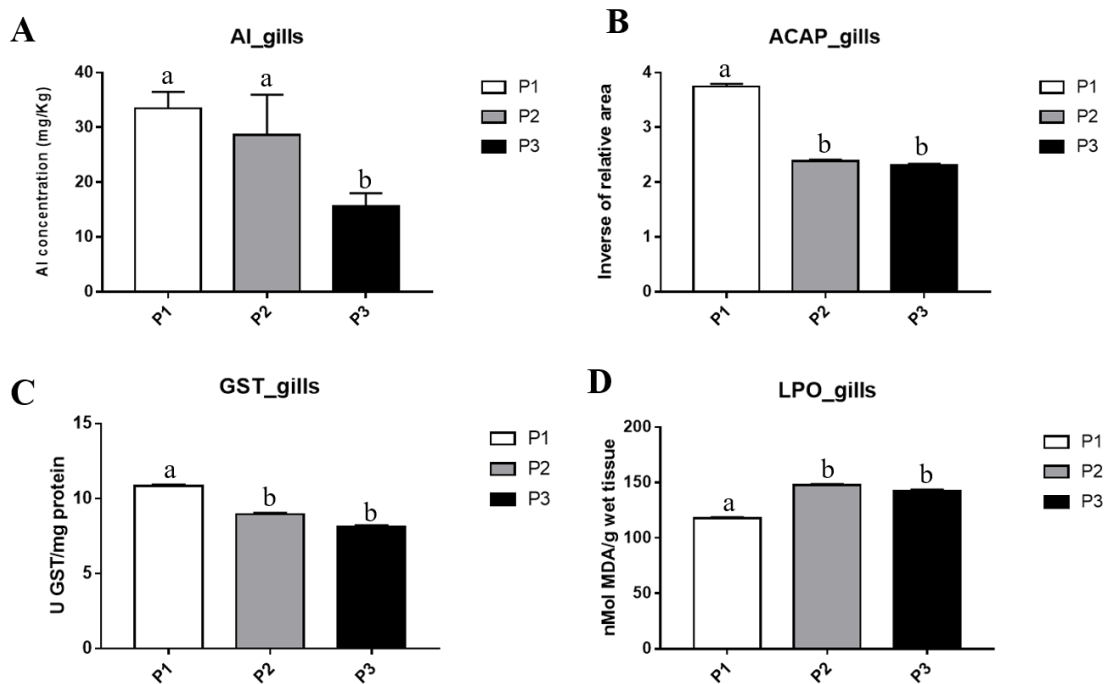 A
Al_gills
Al concentration (mg/Kg)
40
30
20
10
0
a
a
b
P1
P2
P3
P1
P2
P3
B
ACAP_gills
Inverse of relative area
4
3
2
1
0
a
b
b
P1
P2
P3
P1
P2
P3
C
GST_gills
U GST/mg protein
15
10
5
0
a
b
b
P1
P2
P3
P1
P2
P3
D
LPO_gills
nMol MDA/g wet tissue
200
150
100
50
0
a
b
b
P1
P2
P3
P1
P2
P3